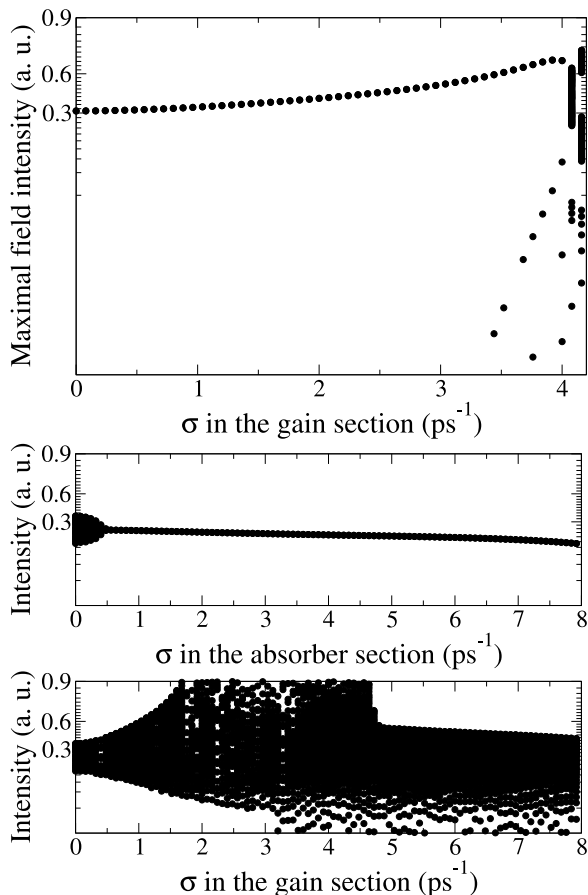 Maximal field intensity (a. u.)
0.9
0.6
0.3
0 1 2 3 4
σ in the gain section (ps⁻¹)
Intensity (a. u.)
0.9
0.6
0.3
0 1 2 3 4 5 6 7 8
σ in the absorber section (ps⁻¹)
Intensity (a. u.)
0.9
0.6
0.3
0 1 2 3 4 5 6 7 8
σ in the gain section (ps⁻¹)